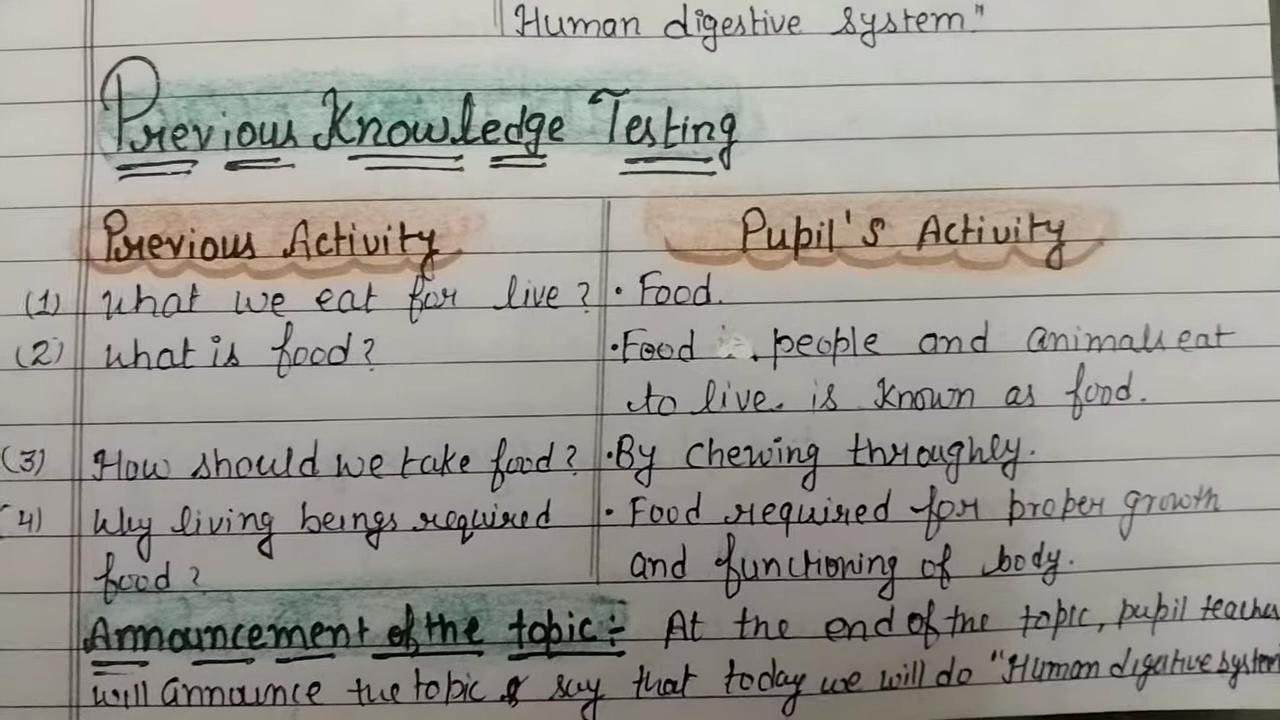 "Human digestive system"
Previous Knowledge Testing
Previous Activity Pupil's Activity
(1) What we eat for live? • Food.
(2) What is food? • Food people and animals eat
to live. is known as food.
(3) How should we take food? • By chewing throughly.
(4) Why living beings required • Food required for proper growth
food? and functioning of body.
Announcement of the topic:- At the end of the topic, pupil teacher
will announce the topic & say that today we will do "Human digestive system